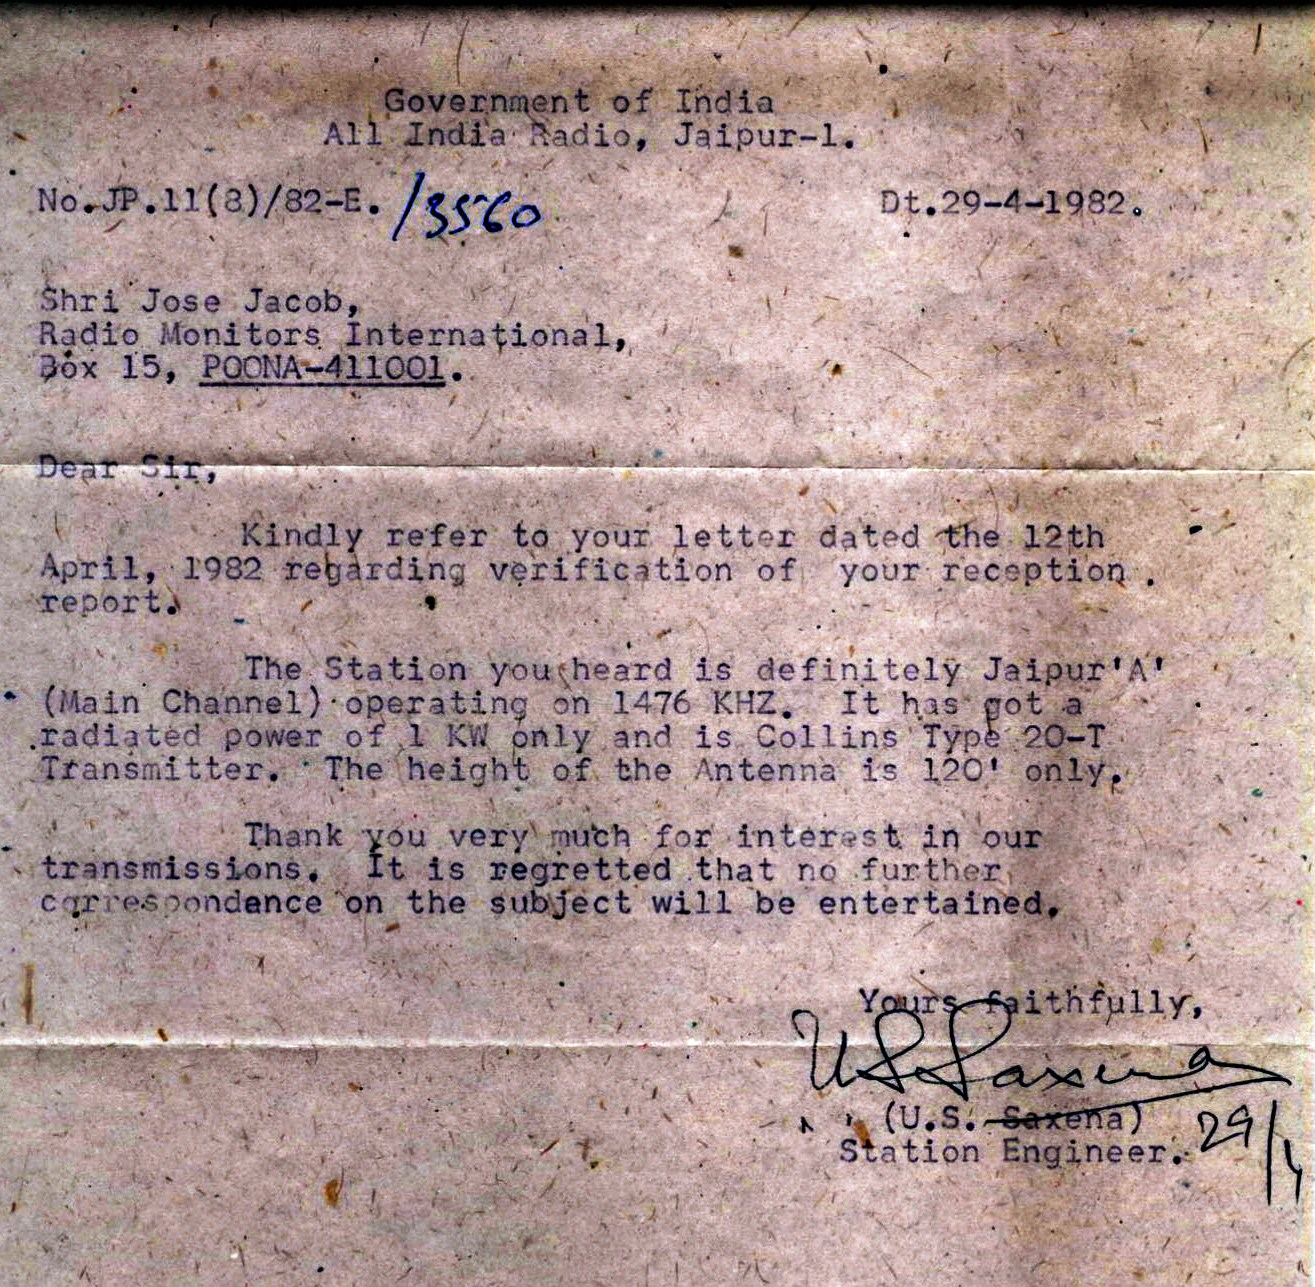 Government of India
All India Radio, Jaipur-1.
No.JP.11(8)/82-E. /3560
Dt.29-4-1982.
Shri Jose Jacob,
Radio Monitors International,
Box 15, POONA-411001.
Dear Sir,
Kindly refer to your letter dated the 12th
April, 1982 regarding verification of your reception .
report.
The Station you heard is definitely Jaipur'A'
(Main Channel) operating on 1476 KHZ. It has got a
radiated power of 1 KW only and is Collins Type 20-T
Transmitter. The height of the Antenna is 120' only.
Thank you very much for interest in our
transmissions. It is regretted that no further
correspondance on the subject will be entertained.
Yours faithfully,
U S Saxena
(U.S. Saxena)
Station Engineer. 29/4